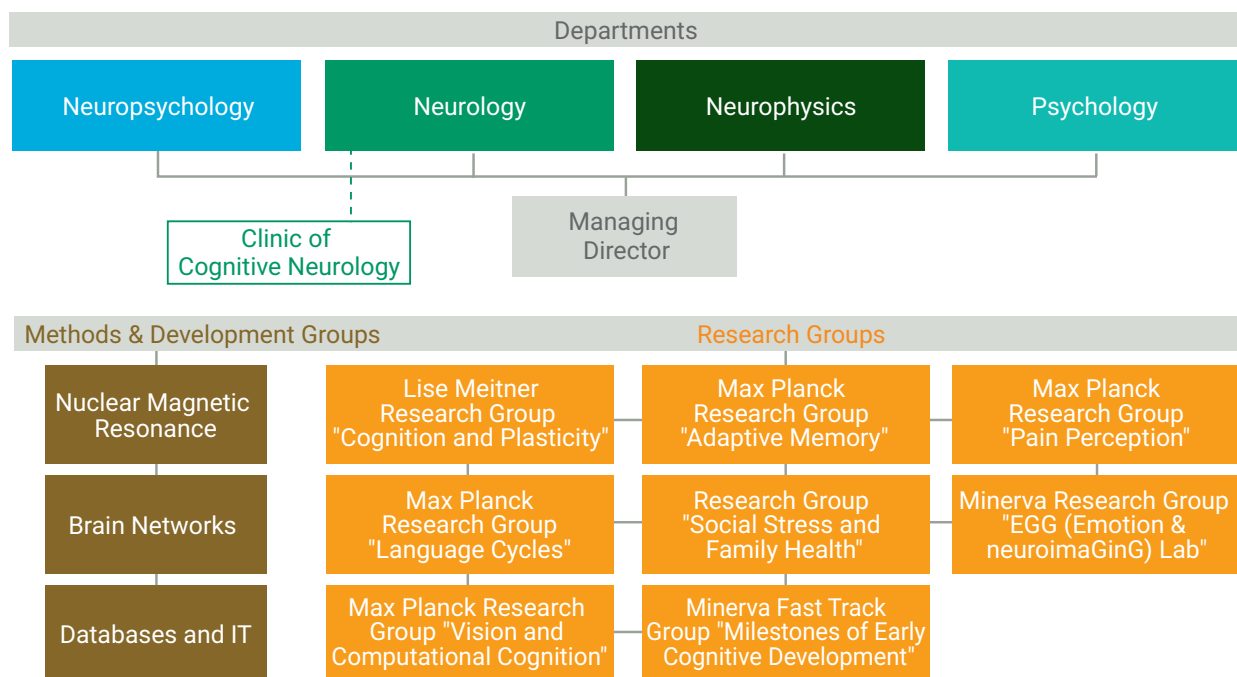 Departments
Neuropsychology
Neurology
Neurophysics
Psychology
Clinic of
Cognitive Neurology
Managing
Director
Methods & Development Groups
Research Groups
Nuclear Magnetic
Resonance
Lise Meitner
Research Group
"Cognition and Plasticity"
Max Planck
Research Group
"Adaptive Memory"
Max Planck
Research Group
"Pain Perception"
Brain Networks
Max Planck
Research Group
"Language Cycles"
Research Group
"Social Stress and
Family Health"
Minerva Research Group
"EGG (Emotion &
neuroimaGinG) Lab"
Databases and IT
Max Planck Research
Group "Vision and
Computational Cognition"
Minerva Fast Track
Group "Milestones of Early
Cognitive Development"